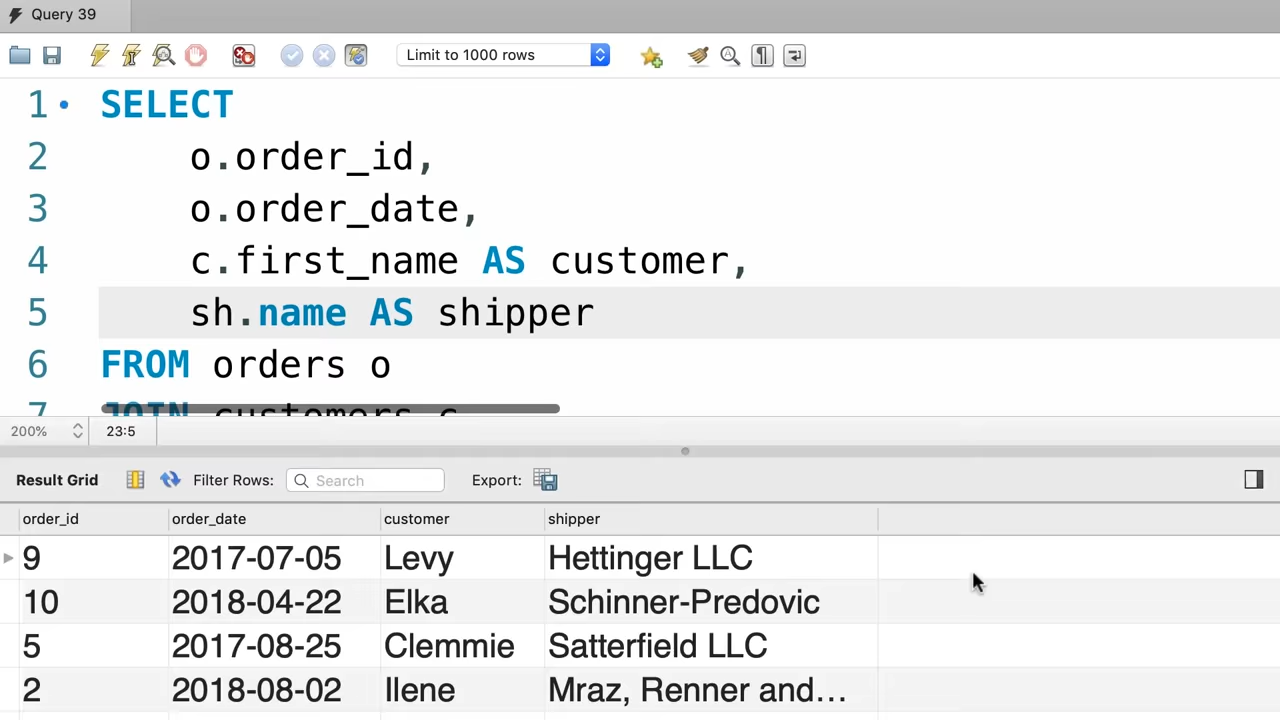 Query 39
Limit to 1000 rows
1 SELECT
2 o.order_id,
3 o.order_date,
4 c.first_name AS customer,
5 sh.name AS shipper
6 FROM orders o
7 JOIN customers c
200% 23:5
Result Grid Filter Rows: Search Export:
order_id order_date customer shipper
9 2017-07-05 Levy Hettinger LLC
10 2018-04-22 Elka Schinner-Predovic
5 2017-08-25 Clemmie Satterfield LLC
2 2018-08-02 Ilene Mraz, Renner and...